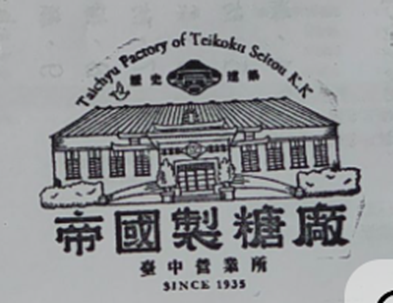 Taichyu Factory of Teikoku Seitou K.K
歷史建築
帝國製糖廠
臺中營業所
SINCE 1935